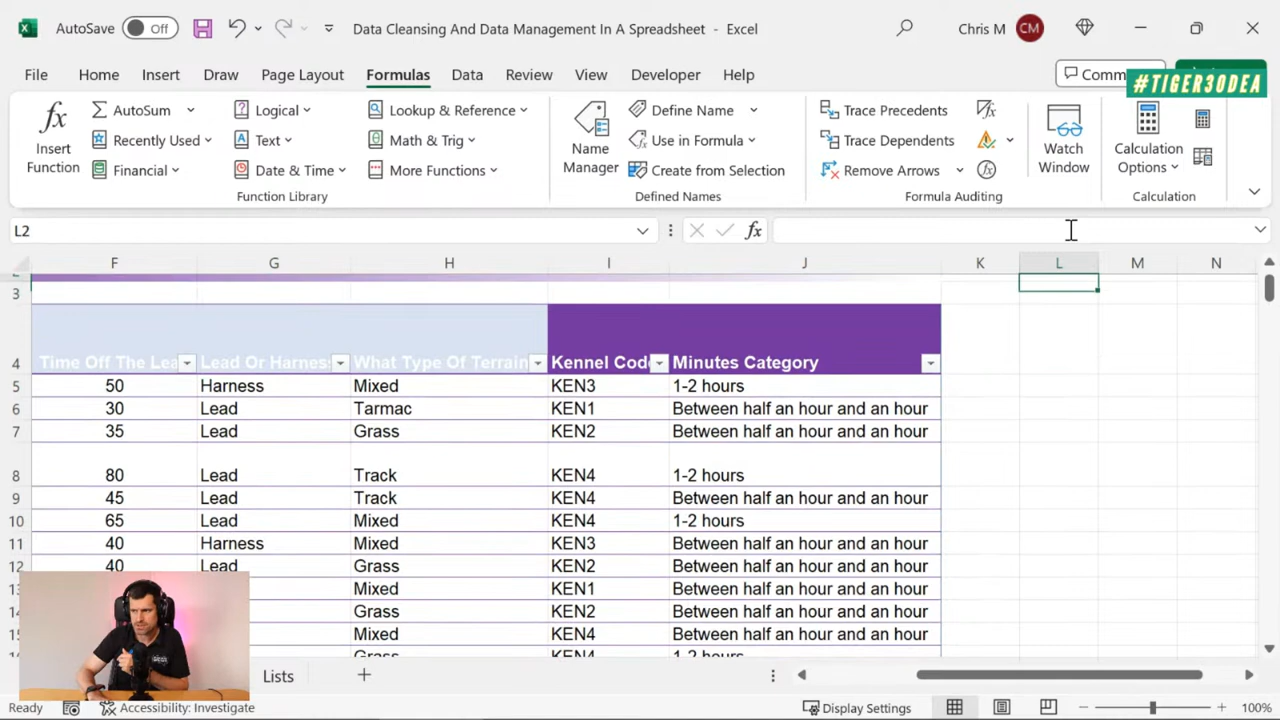 AutoSave Off Data Cleansing And Data Management In A Spreadsheet - Excel Chris M CM
File Home Insert Draw Page Layout Formulas Data Review View Developer Help Comm
#TIGER30DEA
fx Insert Function
AutoSum
Recently Used
Financial
Logical
Text
Date & Time
Lookup & Reference
Math & Trig
More Functions
Function Library
Name Manager
Define Name
Use in Formula
Create from Selection
Defined Names
Trace Precedents
Trace Dependents
Remove Arrows
fx
Watch Window
Formula Auditing
Calculation Options
Calculation
L2 fx
F G H I J K L M N
3
4 Time Off The Lea Lead Or Harness What Type Of Terrain Kennel Cod Minutes Category
5 50 Harness Mixed KEN3 1-2 hours
6 30 Lead Tarmac KEN1 Between half an hour and an hour
7 35 Lead Grass KEN2 Between half an hour and an hour
8 80 Lead Track KEN4 1-2 hours
9 45 Lead Track KEN4 Between half an hour and an hour
10 65 Lead Mixed KEN4 1-2 hours
11 40 Harness Mixed KEN3 Between half an hour and an hour
12 40 Lead Grass KEN2 Between half an hour and an hour
13 Mixed KEN1 Between half an hour and an hour
14 Grass KEN2 Between half an hour and an hour
15 Mixed KEN4 Between half an hour and an hour
Grass KEN4 1-2 hours
Lists
Ready Accessibility: Investigate Display Settings 100%